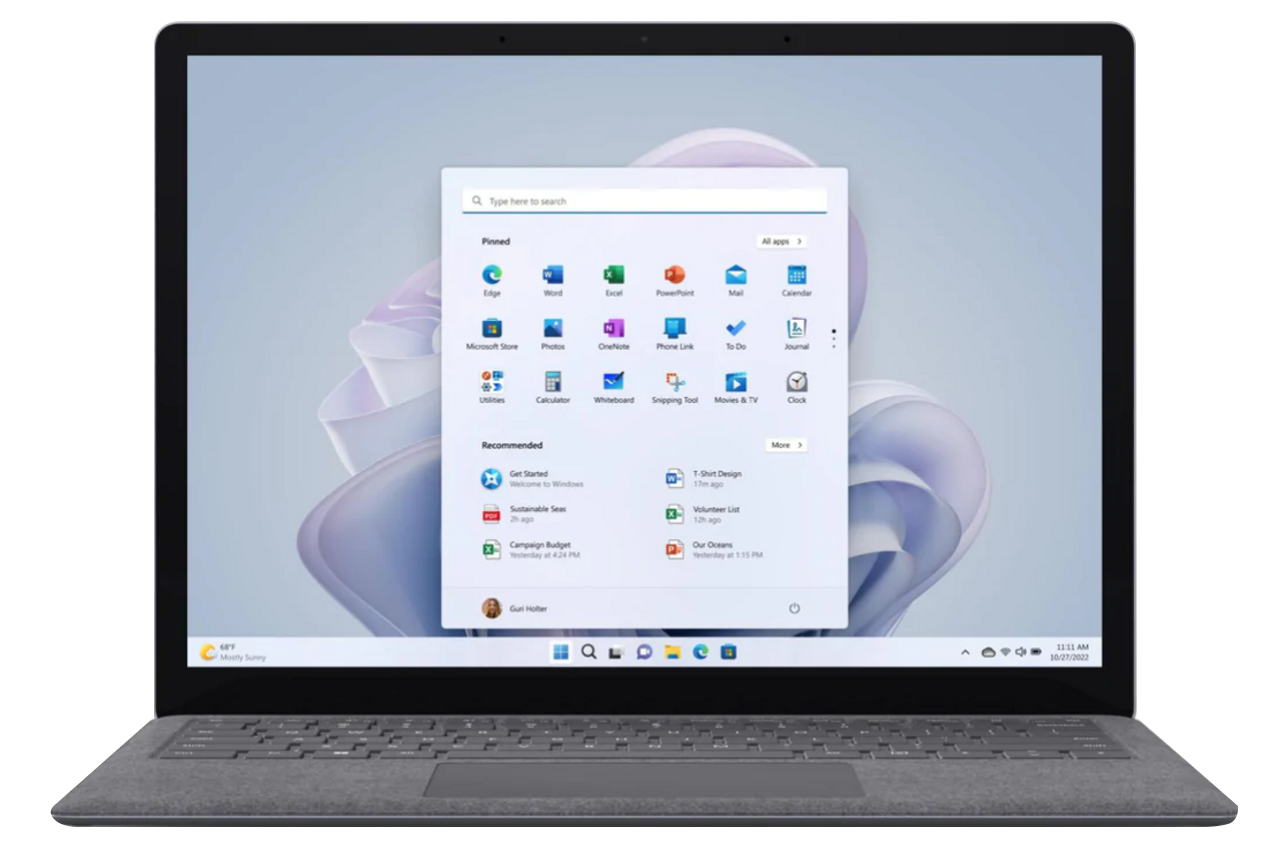 Type here to search
Pinned
All apps
Edge
Word
Excel
PowerPoint
Mail
Calendar
Microsoft Store
Photos
OneNote
Phone Link
To Do
Journal
Utilities
Calculator
Whiteboard
Snipping Tool
Movies & TV
Clock
Recommended
More
Get Started
Welcome to Windows
T-Shirt Design
17m ago
Sustainable Seas
2h ago
Volunteer List
12h ago
Campaign Budget
Yesterday at 4:24 PM
Our Oceans
Yesterday at 1:15 PM
Guri Holter
68°F
Mostly Sunny
11:11 AM
10/27/2022